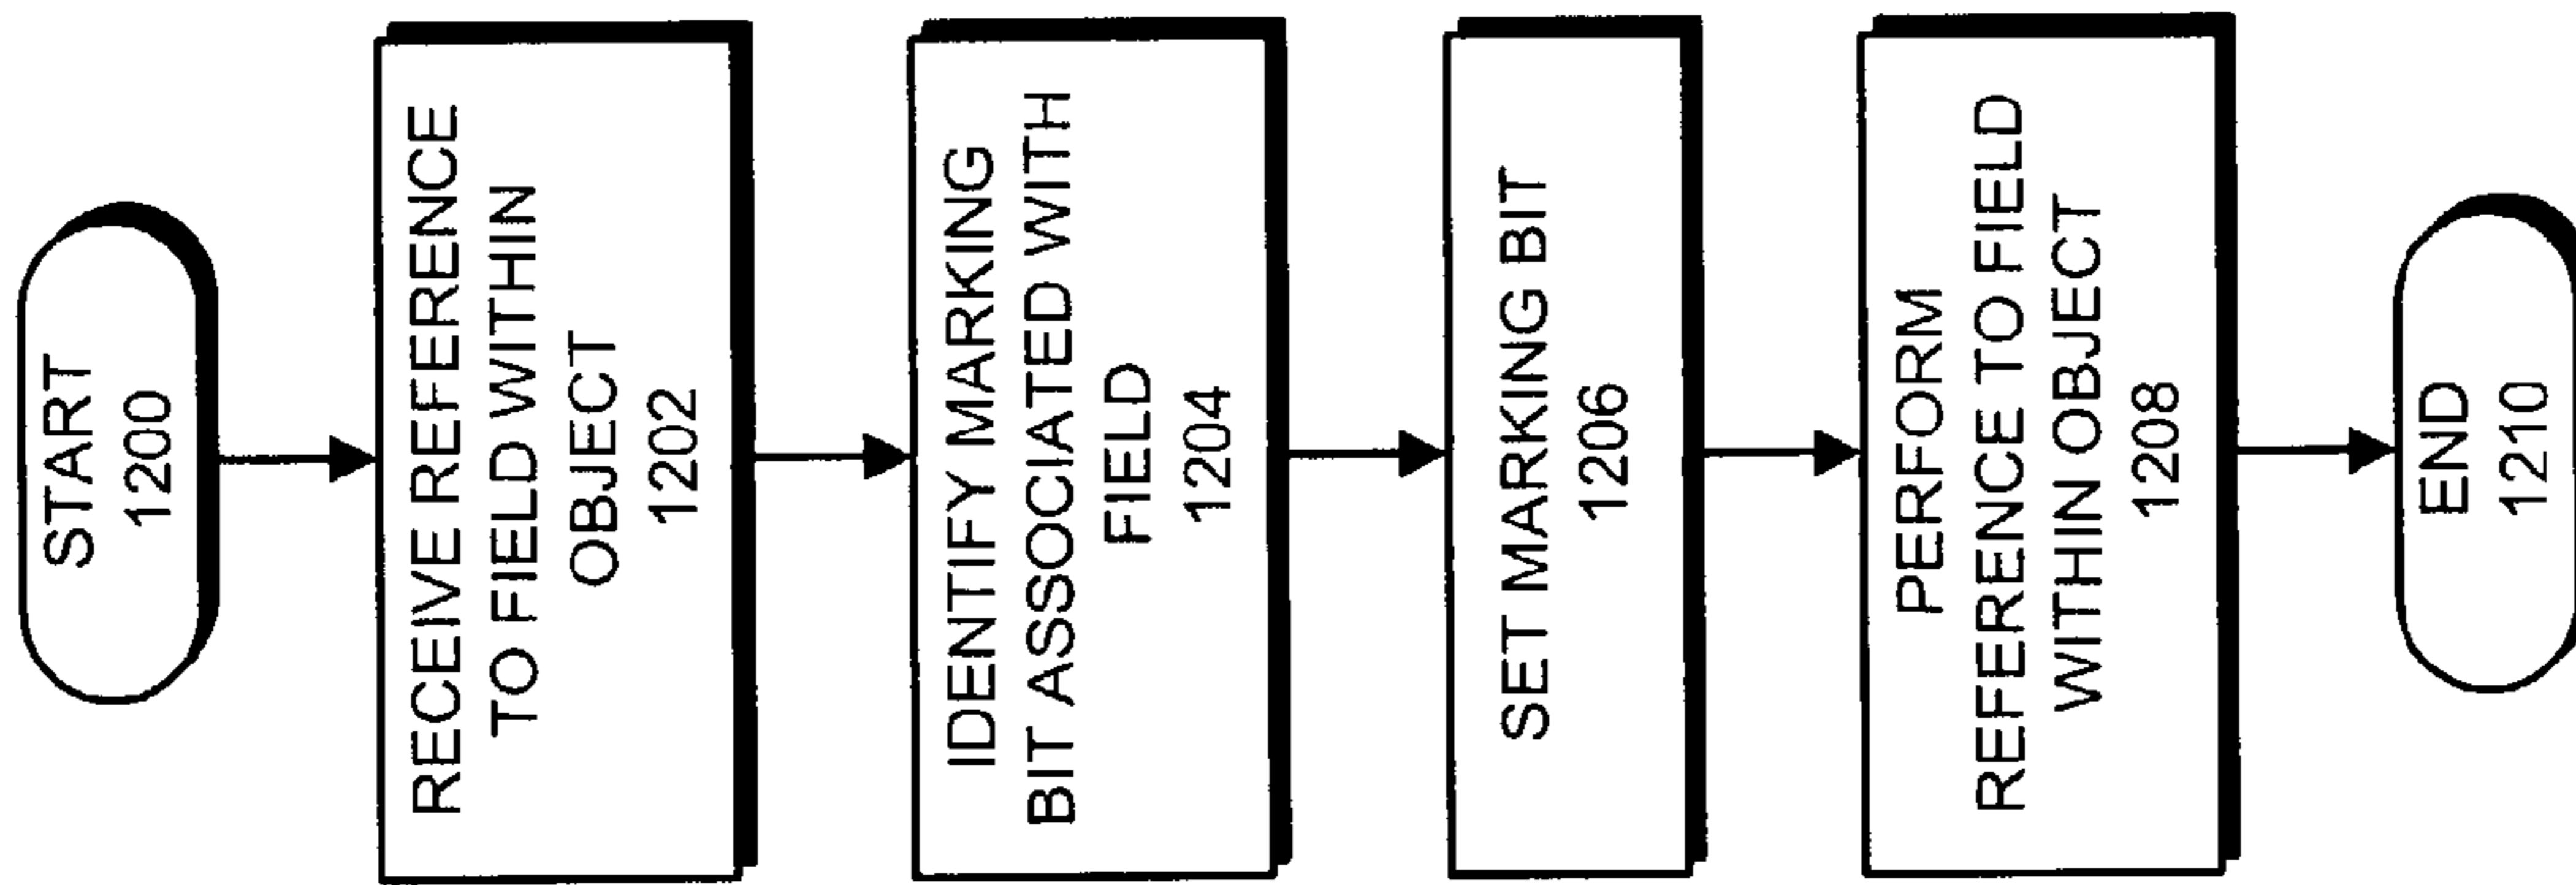 START
1200
RECEIVE REFERENCE
TO FIELD WITHIN
OBJECT
1202
IDENTIFY MARKING
BIT ASSOCIATED WITH
FIELD
1204
SET MARKING BIT
1206
PERFORM
REFERENCE TO FIELD
WITHIN OBJECT
1208
END
1210